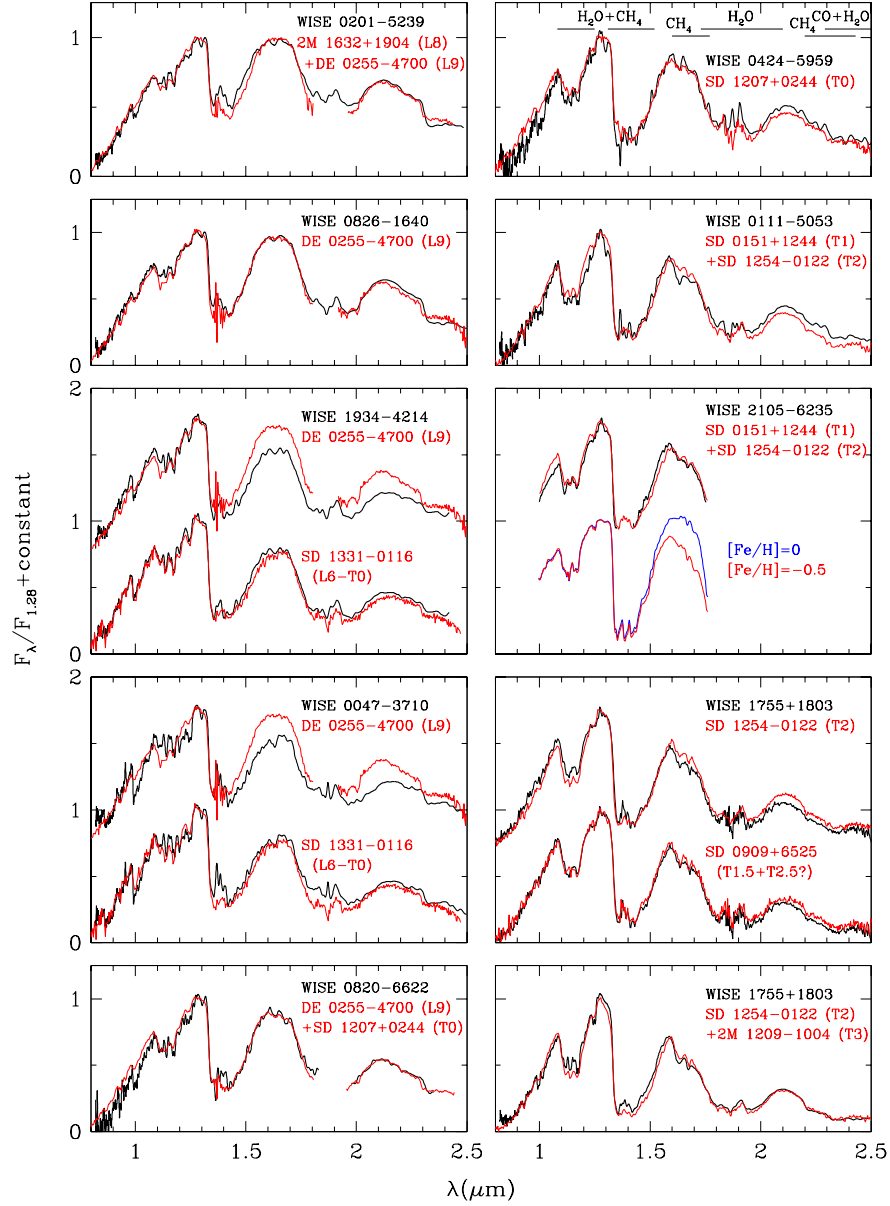 WISE 0201−5239
2M 1632+1904 (L8)
+DE 0255−4700 (L9)
1
0
H₂O+CH₄
CH₄
H₂O
CH₄
CO+H₂O
WISE 0424−5959
SD 1207+0244 (T0)
1
0
WISE 0826−1640
DE 0255−4700 (L9)
1
0
WISE 0111−5053
SD 0151+1244 (T1)
+SD 1254−0122 (T2)
1
0
WISE 1934−4214
DE 0255−4700 (L9)
SD 1331−0116
(L6−T0)
2
1
0
WISE 2105−6235
SD 0151+1244 (T1)
+SD 1254−0122 (T2)
[Fe/H]=0
[Fe/H]=−0.5
F_λ/F₁.₂₈+constant
WISE 0047−3710
DE 0255−4700 (L9)
SD 1331−0116
(L6−T0)
2
1
0
WISE 1755+1803
SD 1254−0122 (T2)
SD 0909+6525
(T1.5+T2.5?)
WISE 0820−6622
DE 0255−4700 (L9)
+SD 1207+0244 (T0)
1
0
WISE 1755+1803
SD 1254−0122 (T2)
+2M 1209−1004 (T3)
1 1.5 2 2.5
1 1.5 2 2.5
λ(μm)